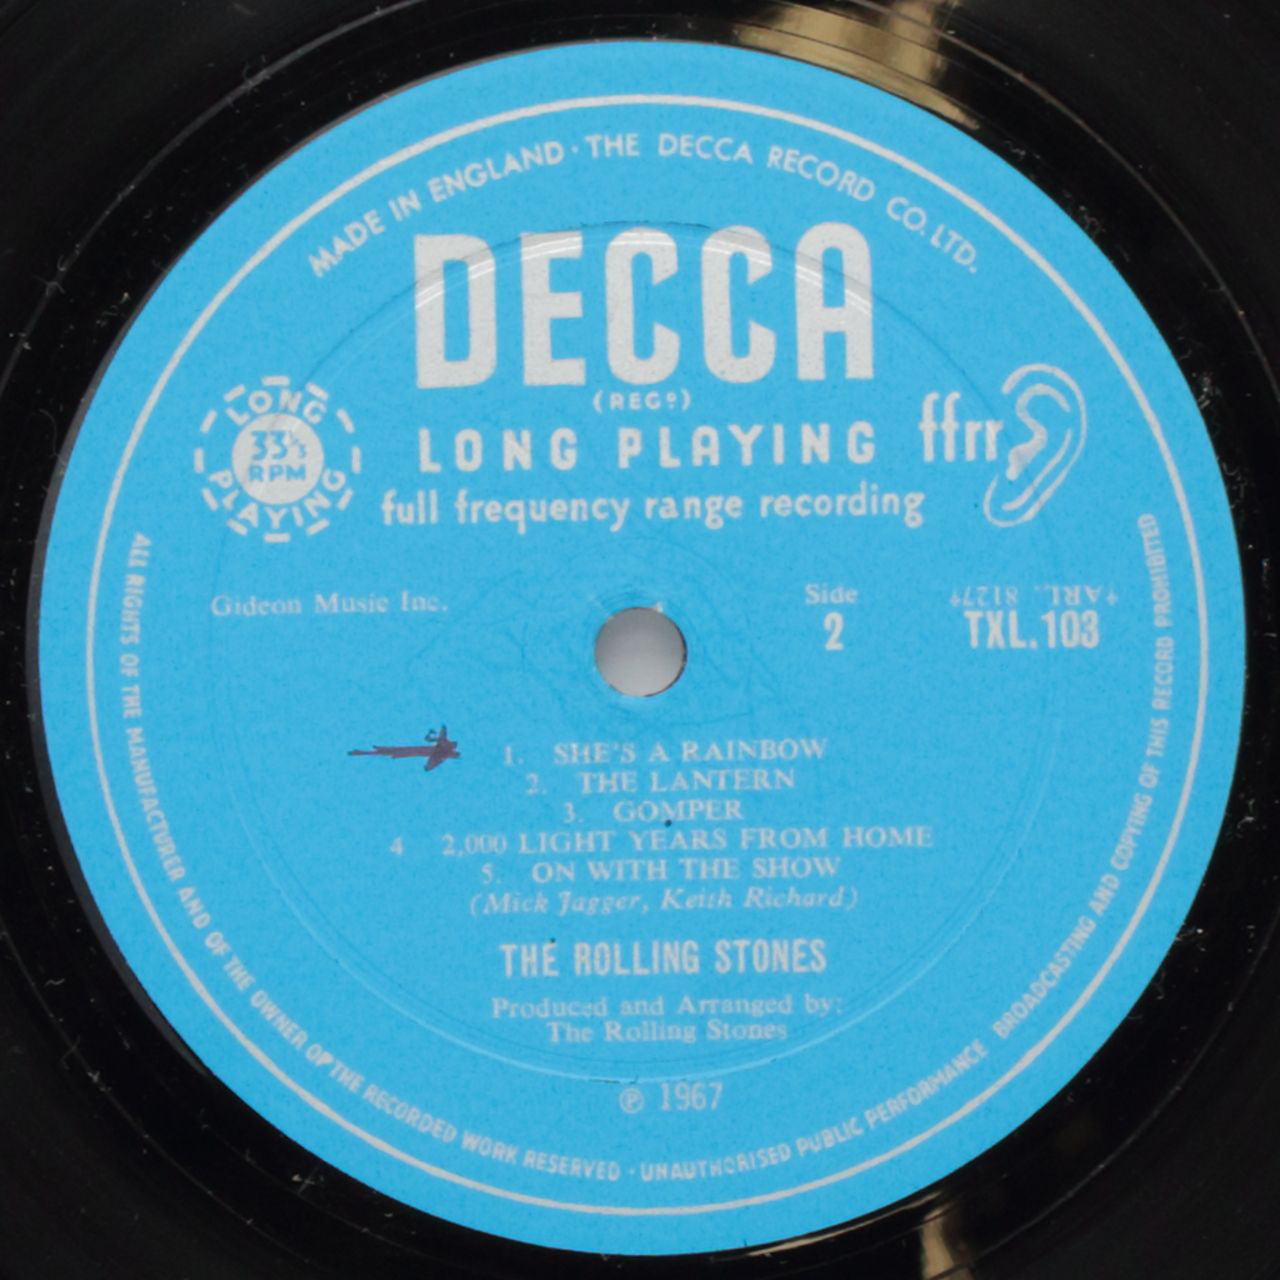 MADE IN ENGLAND · THE DECCA RECORD CO. LTD.
DECCA
(REGD)
LONG PLAYING
33⅓ RPM
LONG PLAYING
ffrr
full frequency range recording
Gideon Music Inc.
Side
2
+ARL. 8127+
TXL.103
1. SHE'S A RAINBOW
2. THE LANTERN
3. GOMPER
4 2,000 LIGHT YEARS FROM HOME
5. ON WITH THE SHOW
(Mick Jagger, Keith Richard)
THE ROLLING STONES
Produced and Arranged by:
The Rolling Stones
℗ 1967
ALL RIGHTS OF THE MANUFACTURER AND OF THE OWNER OF THE RECORDED WORK RESERVED · UNAUTHORISED PUBLIC PERFORMANCE BROADCASTING AND COPYING OF THIS RECORD PROHIBITED